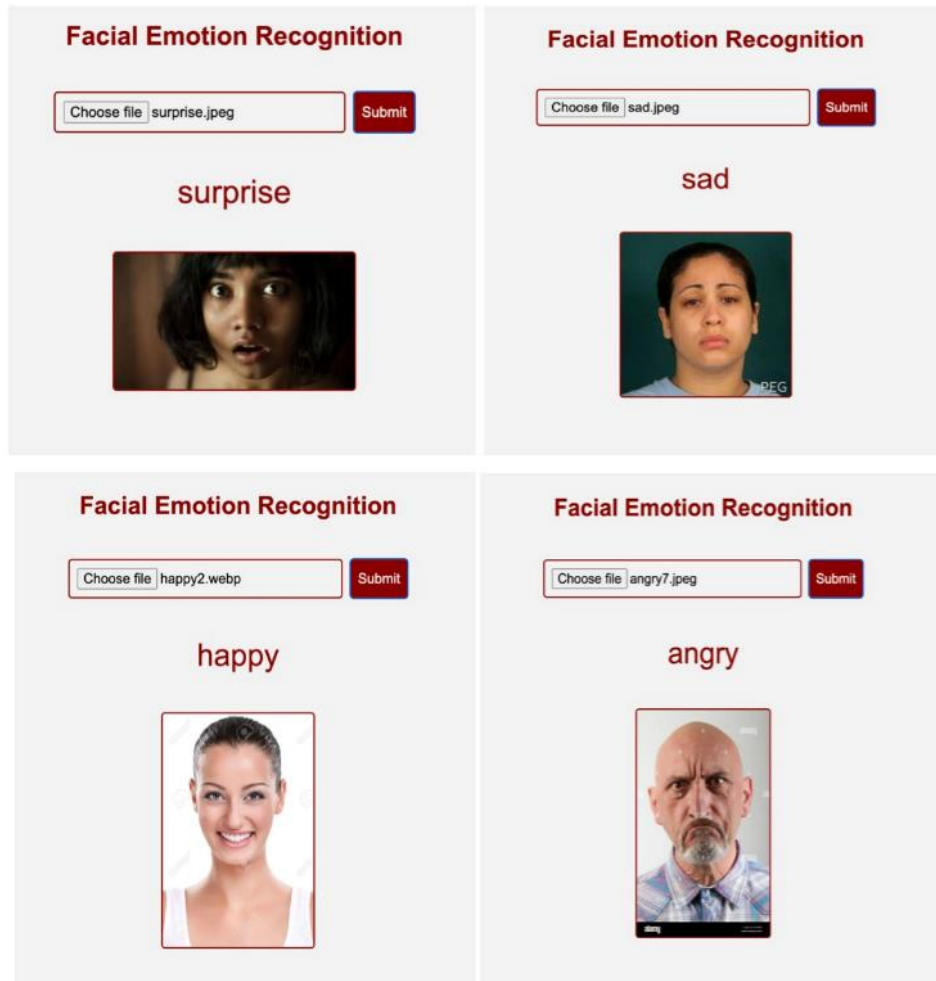 Facial Emotion Recognition
Choose file surprise.jpeg
Submit
surprise
Facial Emotion Recognition
Choose file sad.jpeg
Submit
sad
PEG
Facial Emotion Recognition
Choose file happy2.webp
Submit
happy
Facial Emotion Recognition
Choose file angry7.jpeg
Submit
angry
alamy